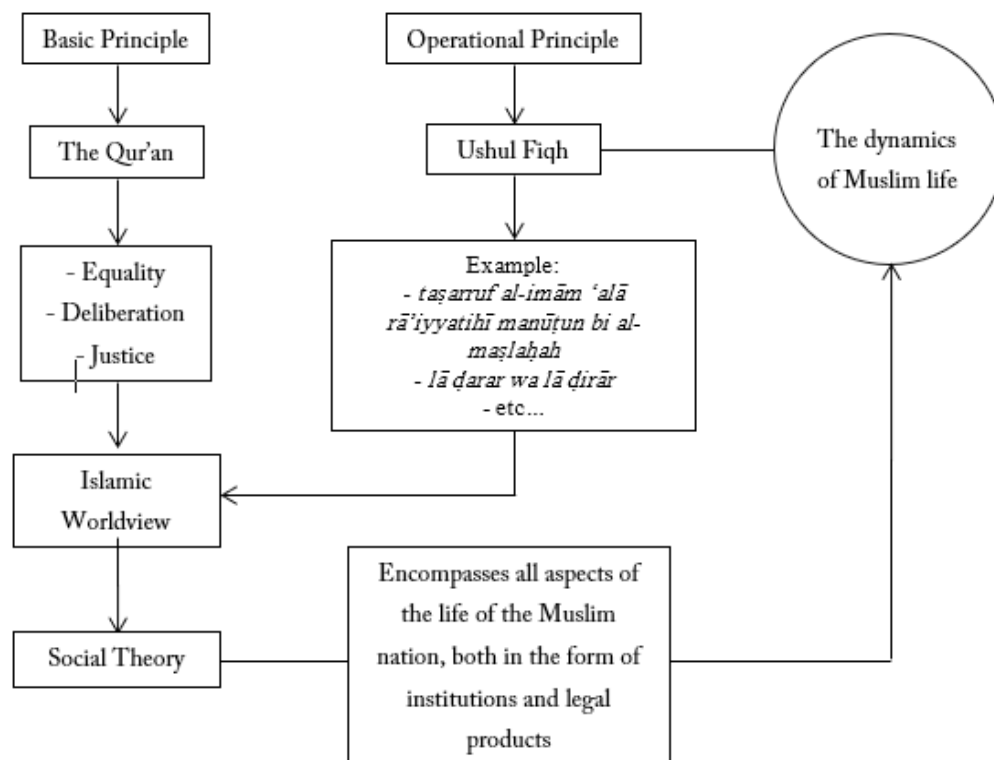 Basic Principle
Operational Principle
The Qur'an
Ushul Fiqh
The dynamics
of Muslim life
- Equality
- Deliberation
- Justice
Example:
- taṣarruf al-imām ‘alā
rā’iyyatihī manūṭun bi al-
maṣlaḥah
- lā ḍarar wa lā ḍirār
- etc...
Islamic
Worldview
Social Theory
Encompasses all aspects of
the life of the Muslim
nation, both in the form of
institutions and legal
products